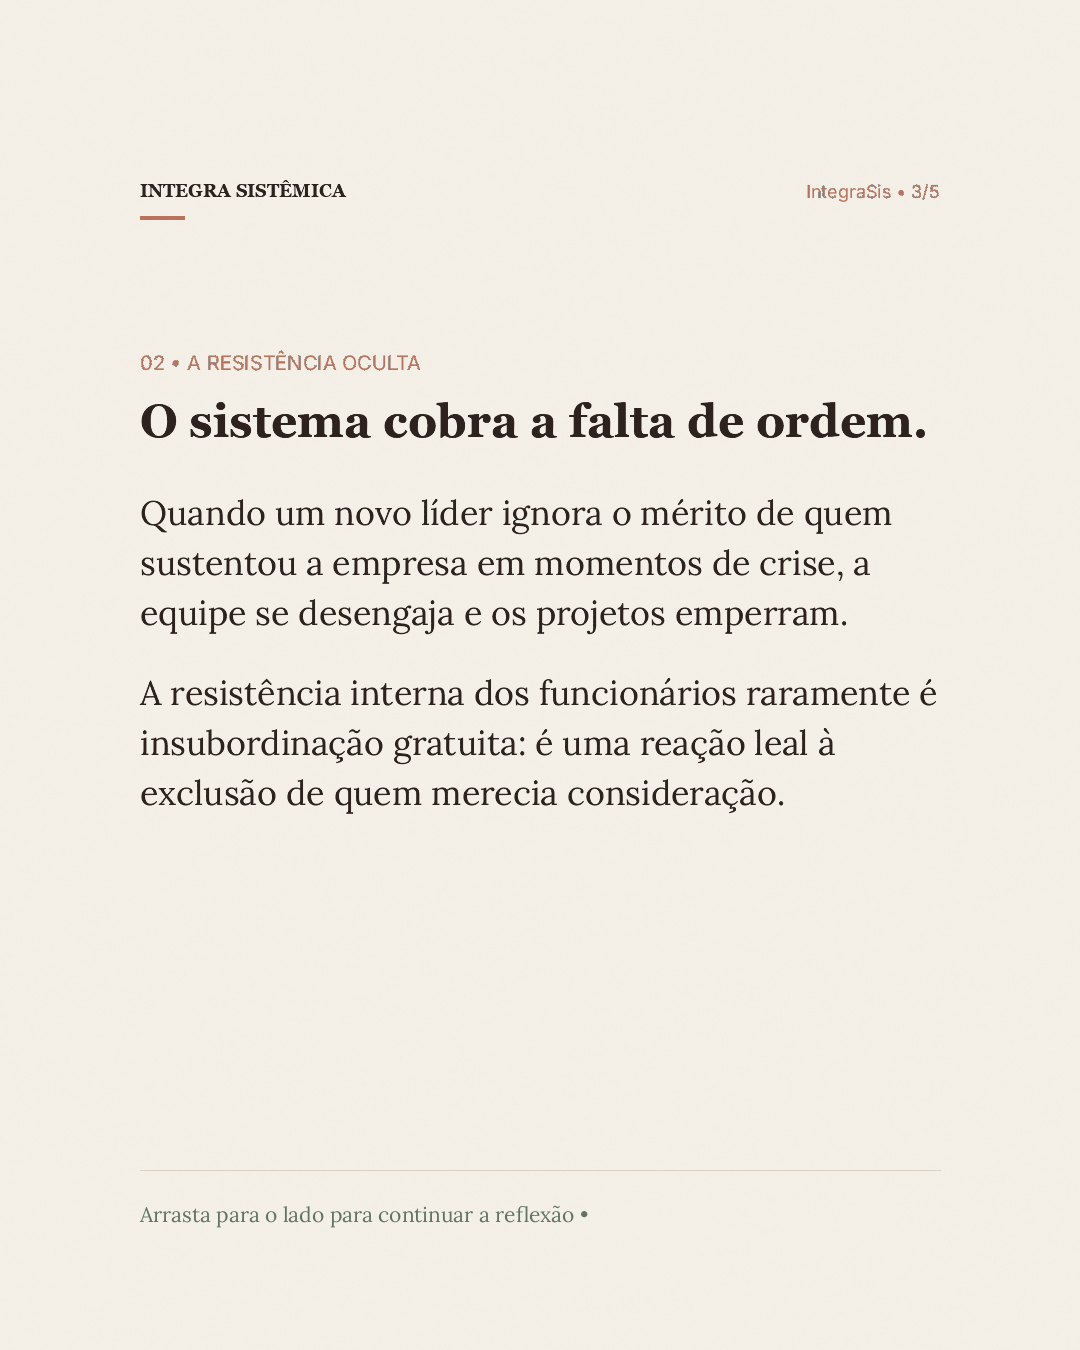 INTEGRA SISTÊMICA
IntegraSis • 3/5
02 • A RESISTÊNCIA OCULTA
O sistema cobra a falta de ordem.
Quando um novo líder ignora o mérito de quem
sustentou a empresa em momentos de crise, a
equipe se desengaja e os projetos emperram.
A resistência interna dos funcionários raramente é
insubordinação gratuita: é uma reação leal à
exclusão de quem merecia consideração.
Arrasta para o lado para continuar a reflexão •